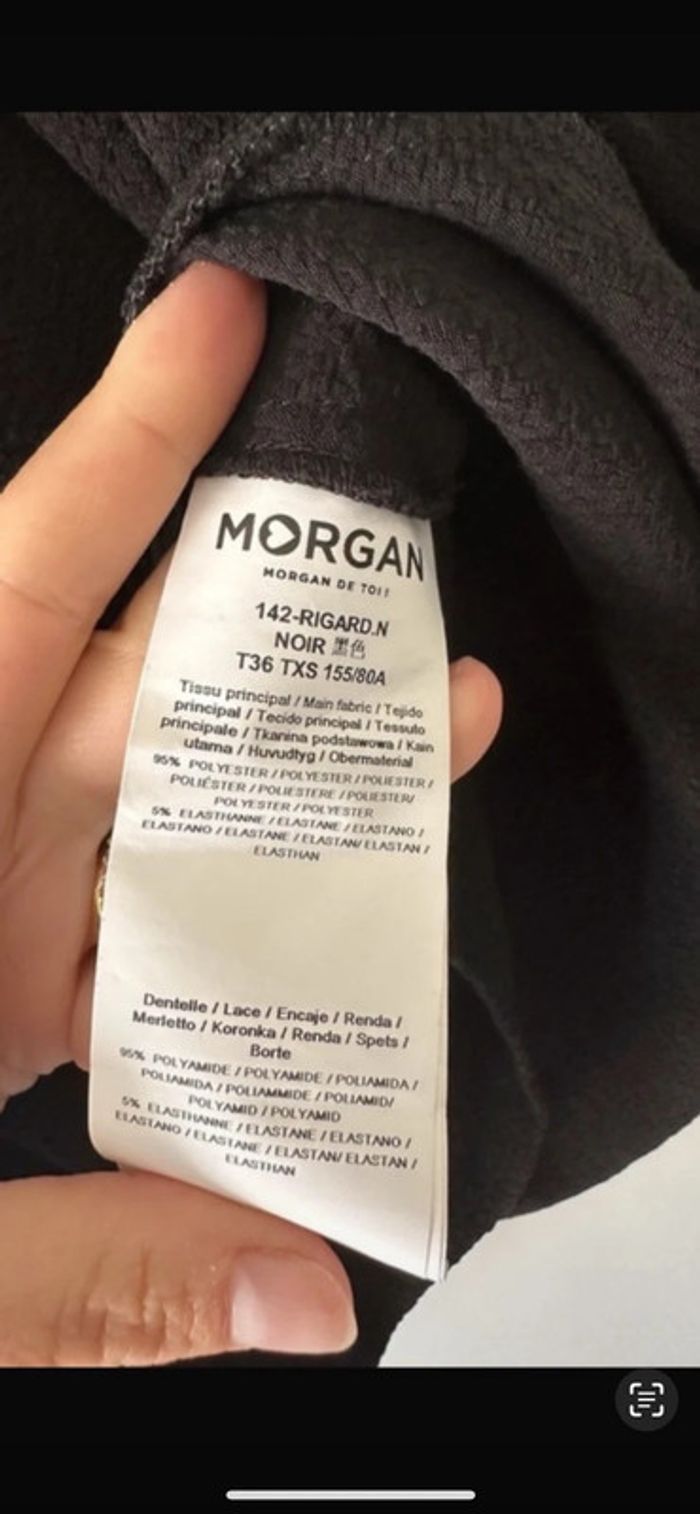 MORGAN
MORGAN DE TOI!
142-RIGARD.N
NOIR 黑色
T36 TXS 155/80A
Tissu principal / Main fabric / Tejido
principal / Tecido principal / Tessuto
principale / Tkanina podstawowa / Kain
utama / Huvudtyg / Obermaterial
95% POLYESTER / POLYESTER / POLIESTER /
POLIÉSTER / POLIESTERE / POLIESTER/
POLYESTER / POLYESTER
5% ELASTHANNE / ELASTANE / ELASTANO /
ELASTANO / ELASTANE / ELASTAN/ ELASTAN /
ELASTHAN
Dentelle / Lace / Encaje / Renda /
Merletto / Koronka / Renda / Spets /
Borte
95% POLYAMIDE / POLYAMIDE / POLIAMIDA /
POLIAMIDA / POLIAMMIDE / POLIAMID/
POLYAMID / POLYAMID
5% ELASTHANNE / ELASTANE / ELASTANO /
ELASTANO / ELASTANE / ELASTAN/ ELASTAN /
ELASTHAN